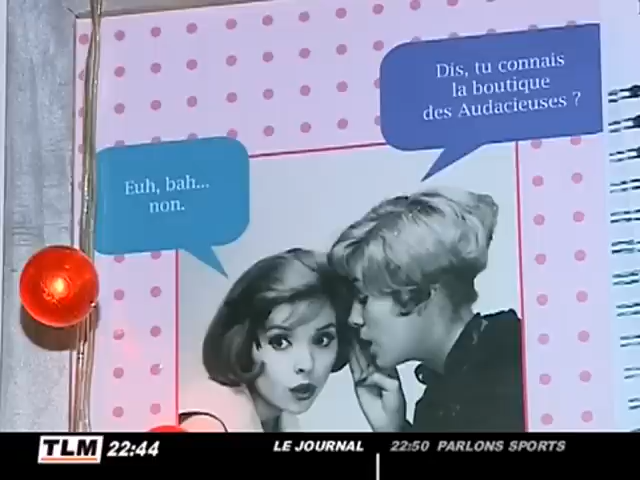 Dis, tu connais
la boutique
des Audacieuses ?
Euh, bah...
non.
TLM 22:44
LE JOURNAL
22:50 PARLONS SPORTS